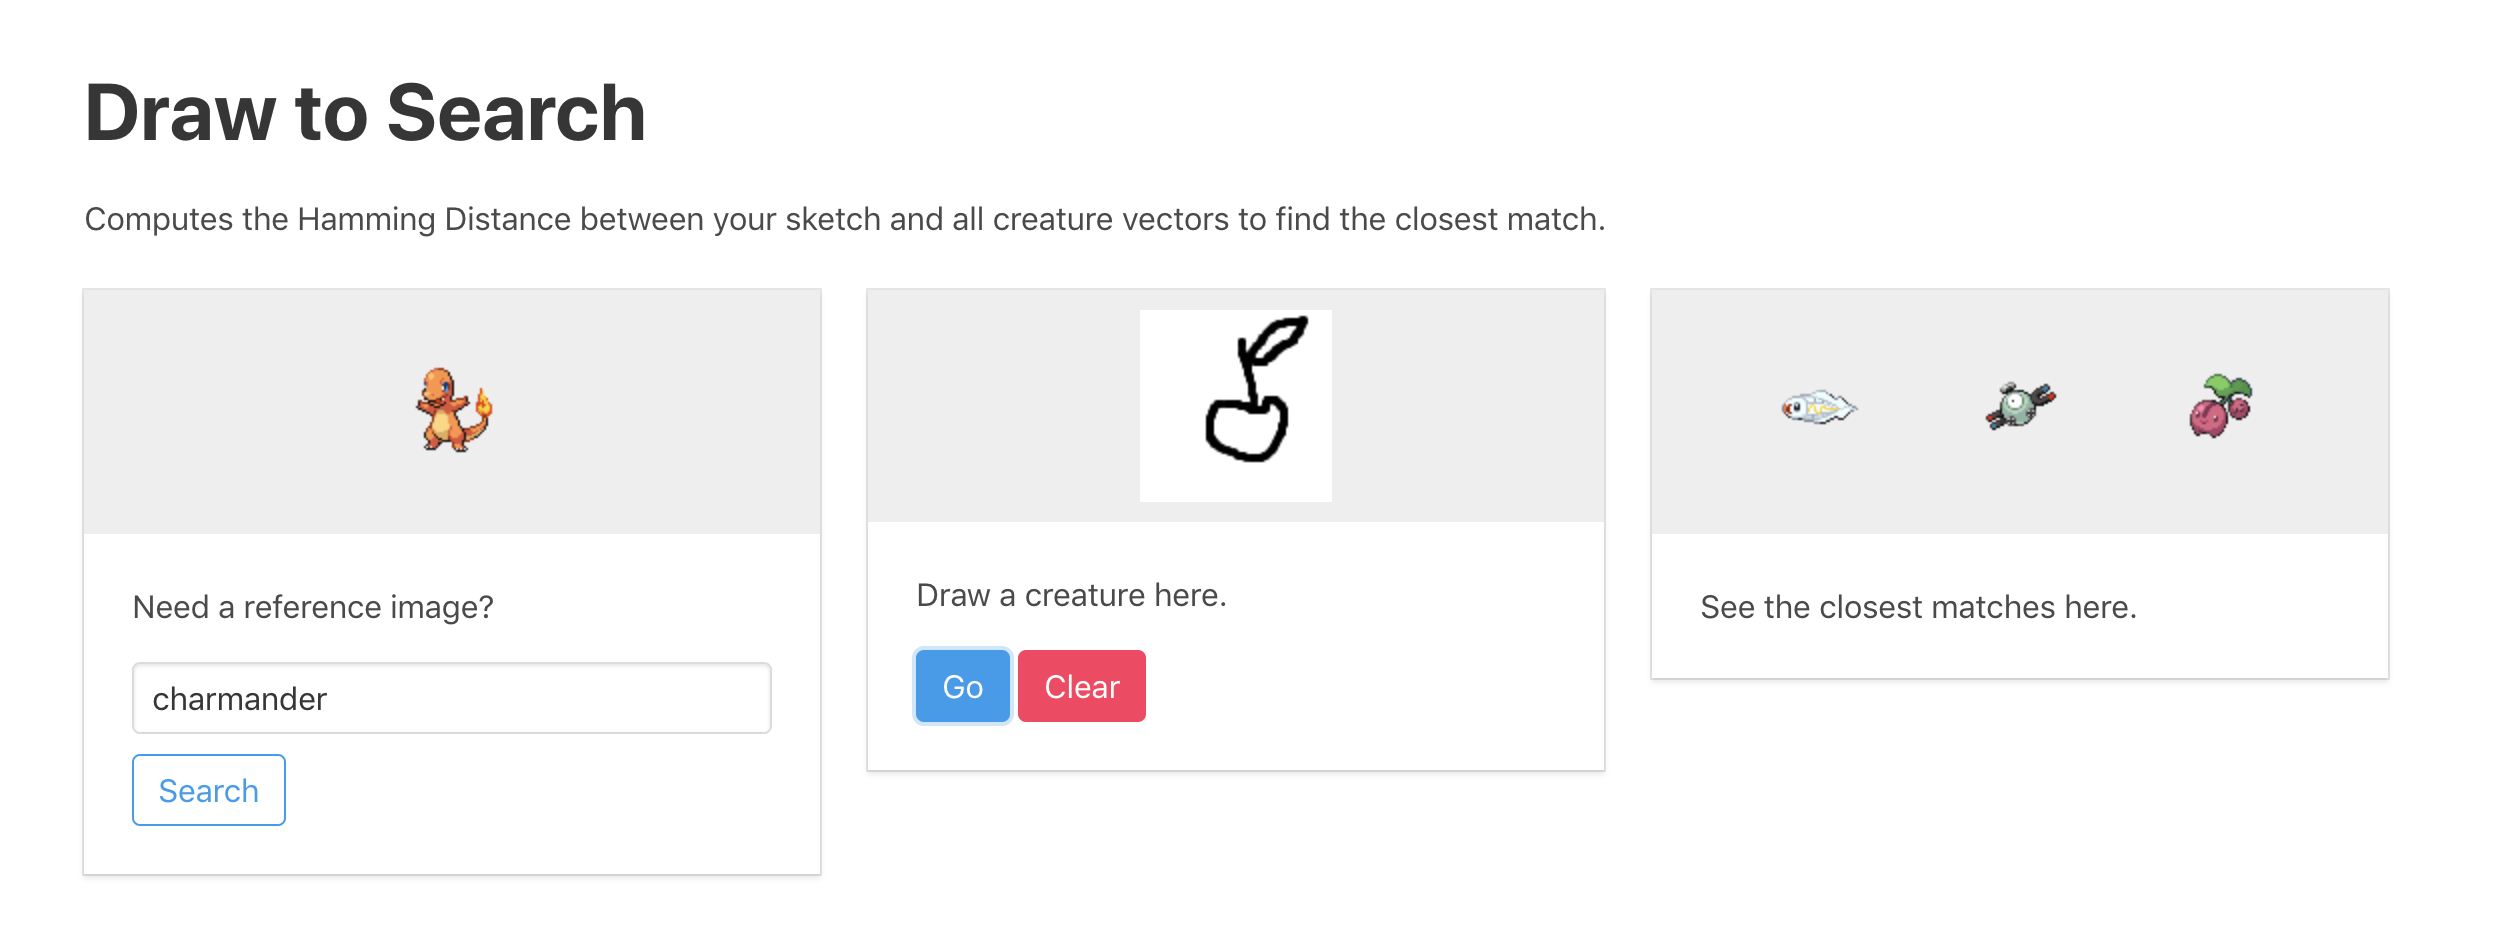 Draw to Search
Computes the Hamming Distance between your sketch and all creature vectors to find the closest match.
Need a reference image?
charmander
Search
Draw a creature here.
Go
Clear
See the closest matches here.